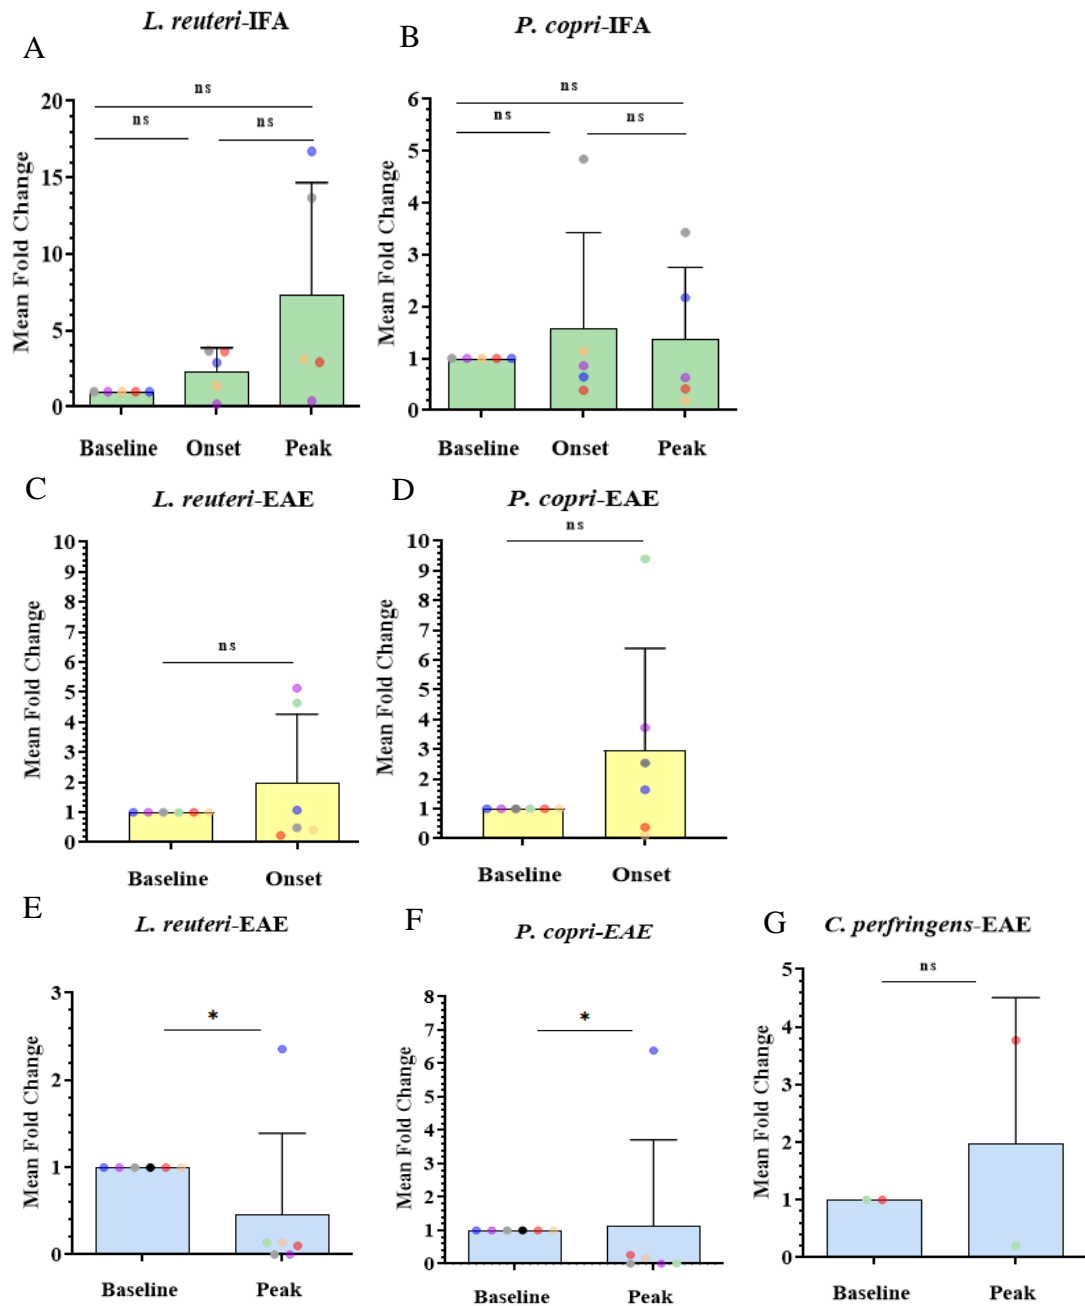 A
L. reuteri-IFA
ns
ns
ns
Mean Fold Change
20
15
10
5
0
Baseline
Onset
Peak
B
P. copri-IFA
ns
ns
ns
Mean Fold Change
6
5
4
3
2
1
0
Baseline
Onset
Peak
C
L. reuteri-EAE
ns
Mean Fold Change
10
9
8
7
6
5
4
3
2
1
0
Baseline
Onset
D
P. copri-EAE
ns
Mean Fold Change
10
9
8
7
6
5
4
3
2
1
0
Baseline
Onset
E
L. reuteri-EAE
*
Mean Fold Change
3
2
1
0
Baseline
Peak
F
P. copri-EAE
*
Mean Fold Change
8
7
6
5
4
3
2
1
0
Baseline
Peak
G
C. perfringens-EAE
ns
Mean Fold Change
5
4
3
2
1
0
Baseline
Peak